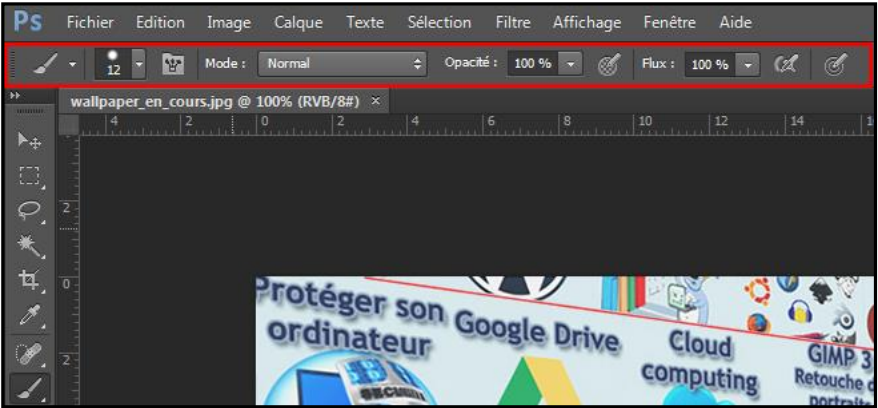 Ps Fichier Edition Image Calque Texte Sélection Filtre Affichage Fenêtre Aide
12 Mode : Normal Opacité : 100 % Flux : 100 %
wallpaper_en_cours.jpg @ 100% (RVB/8#) ×
4 2 0 2 4 6 8 10 12 14 1
2
0
2
Protéger son
ordinateur
Google Drive
Cloud
computing
GIMP 3
Retouche
portraits